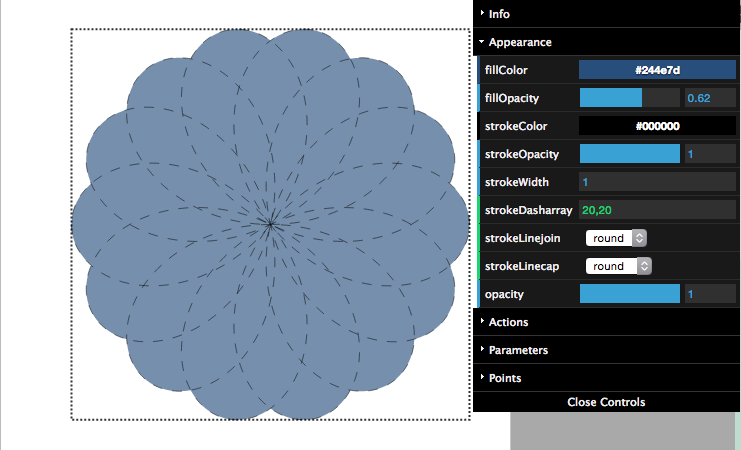 Info
Appearance
fillColor #244e7d
fillOpacity 0.62
strokeColor #000000
strokeOpacity 1
strokeWidth 1
strokeDasharray 20,20
strokeLinejoin round
strokeLinecap round
opacity 1
Actions
Parameters
Points
Close Controls